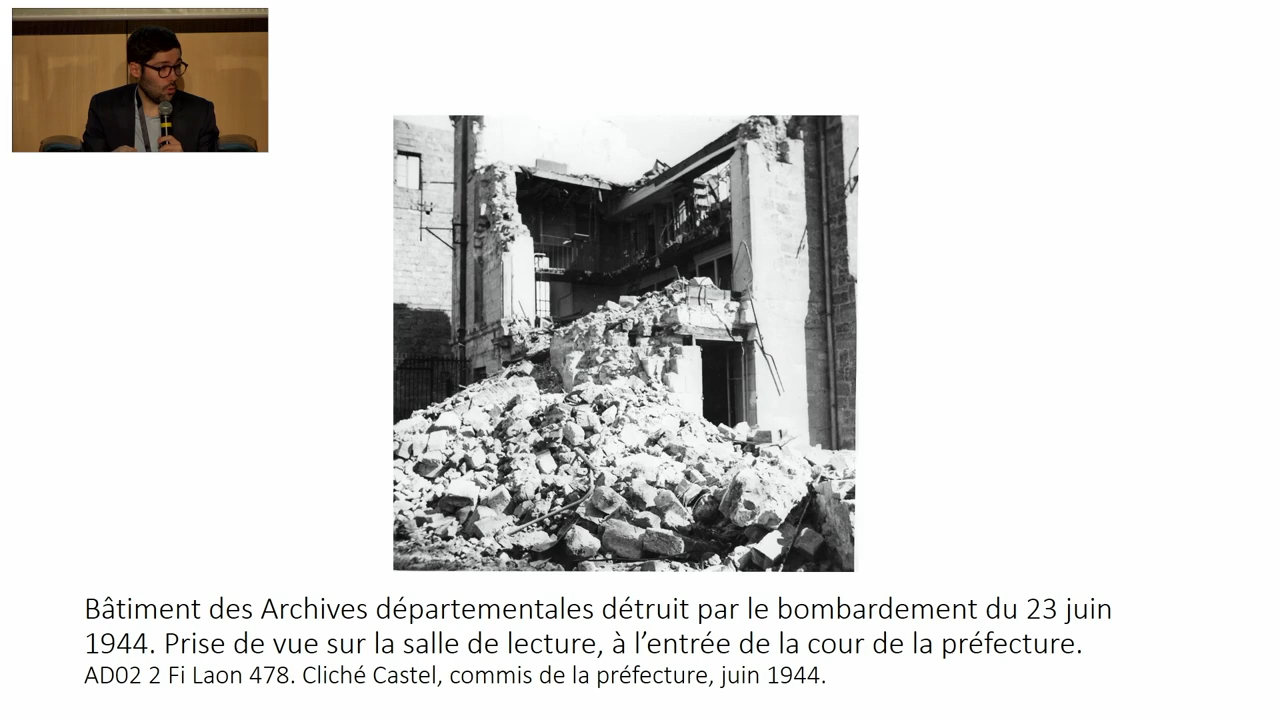 Bâtiment des Archives départementales détruit par le bombardement du 23 juin
1944. Prise de vue sur la salle de lecture, à l’entrée de la cour de la préfecture.
AD02 2 Fi Laon 478. Cliché Castel, commis de la préfecture, juin 1944.